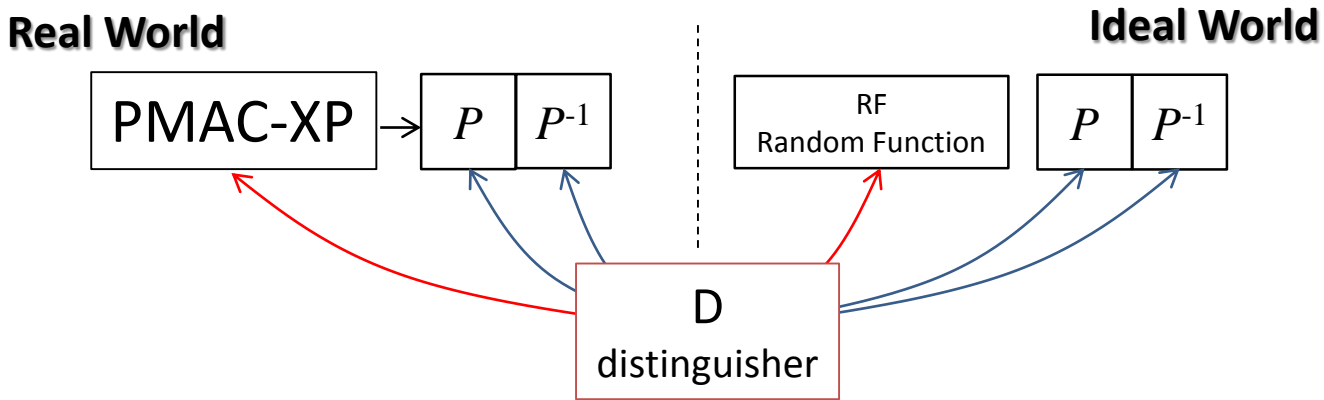 Real World
Ideal World
PMAC-XP
P
P-1
RF
Random Function
P
P-1
D
distinguisher